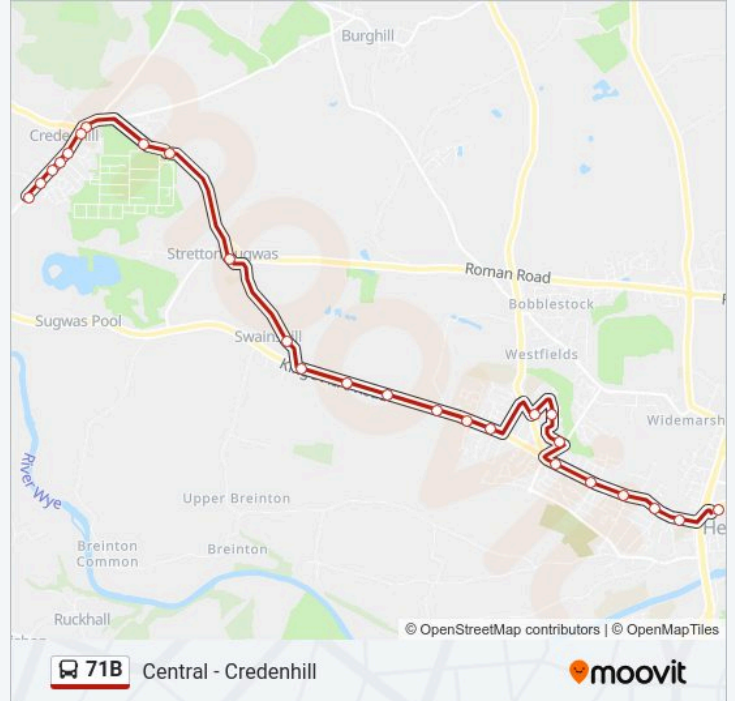 Burghill
Credenhill
Stretton Sugwas
Roman Road
Bobblestock
Sugwas Pool
Swainshill
Westfields
River Wye
Widemarsh
Upper Breinton
Breinton
Common
Breinton
He
Ruckhall
© OpenStreetMap contributors | © OpenMapTiles
71B
Central - Credenhill
moovit